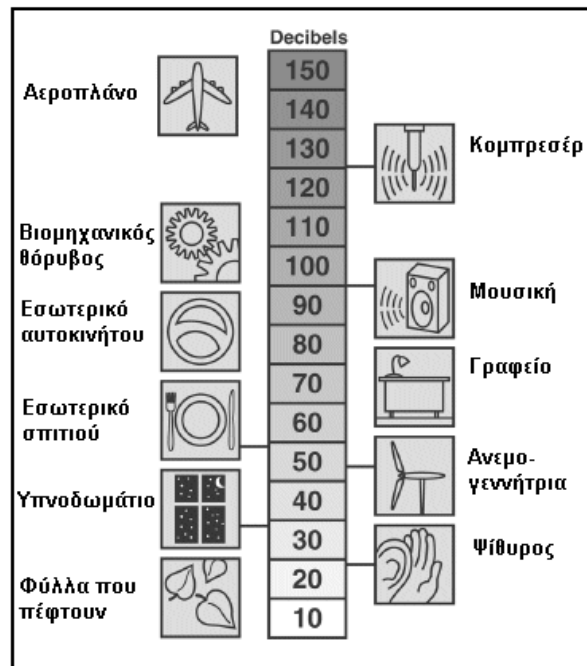 Decibels
150
140
130
120
110
100
90
80
70
60
50
40
30
20
10
Αεροπλάνο
Βιομηχανικός
θόρυβος
Εσωτερικό
αυτοκινήτου
Εσωτερικό
σπιτιού
Υπνοδωμάτιο
Φύλλα που
πέφτουν
Κομπρεσέρ
Μουσική
Γραφείο
Ανεμο-
γεννήτρια
Ψίθυρος